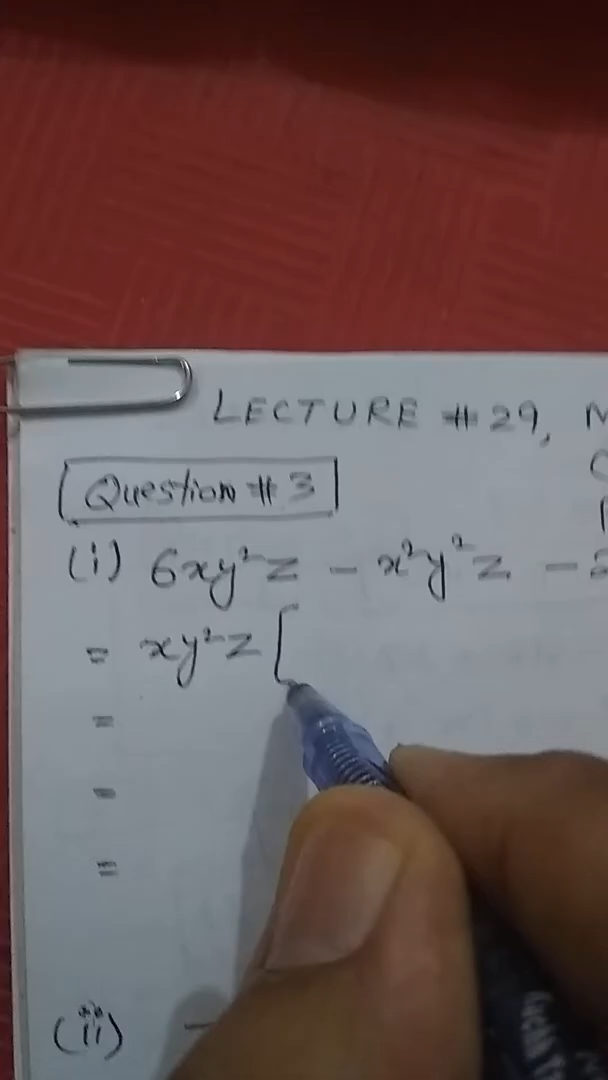 LECTURE # 29,
Question # 3
(i) 6xy²z - x²y²z -
= xy²z [
=
=
=
(ii) -